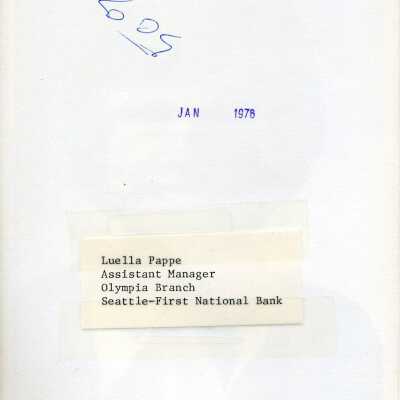 JAN 1978
Luella Pappe
Assistant Manager
Olympia Branch
Seattle-First National Bank